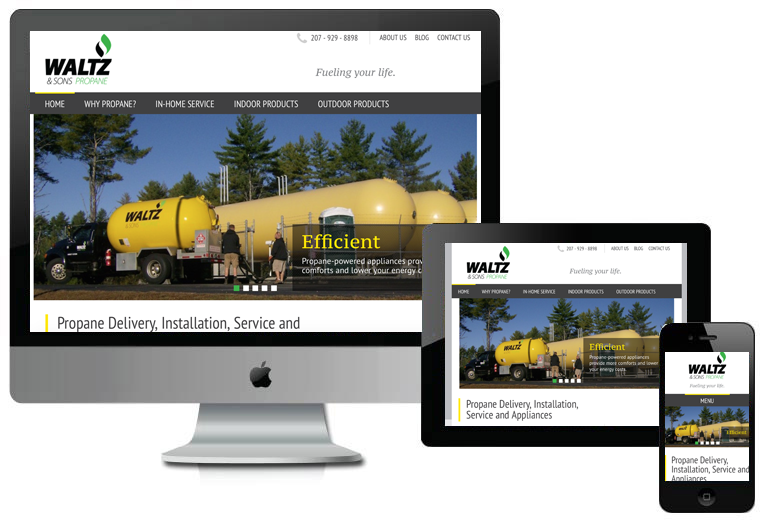 WALTZ
& SONS PROPANE
207 - 929 - 8898 ABOUT US BLOG CONTACT US
Fueling your life.
HOME WHY PROPANE? IN-HOME SERVICE INDOOR PRODUCTS OUTDOOR PRODUCTS
WALTZ
& SONS
Efficient
Propane-powered appliances prov
comforts and lower your energy c
Propane Delivery, Installation, Service and
WALTZ
& SONS PROPANE
207 - 929 - 8898 ABOUT US BLOG CONTACT US
Fueling your life.
HOME WHY PROPANE? IN-HOME SERVICE INDOOR PRODUCTS OUTDOOR PRODUCTS
WALTZ
Efficient
Propane-powered appliances
provide more comforts and lower
your energy costs.
Propane Delivery, Installation,
Service and Appliances
WALTZ
& SONS PROPANE
Fueling your life.
MENU
Efficient
Propane Delivery,
Installation, Service and
Appliances